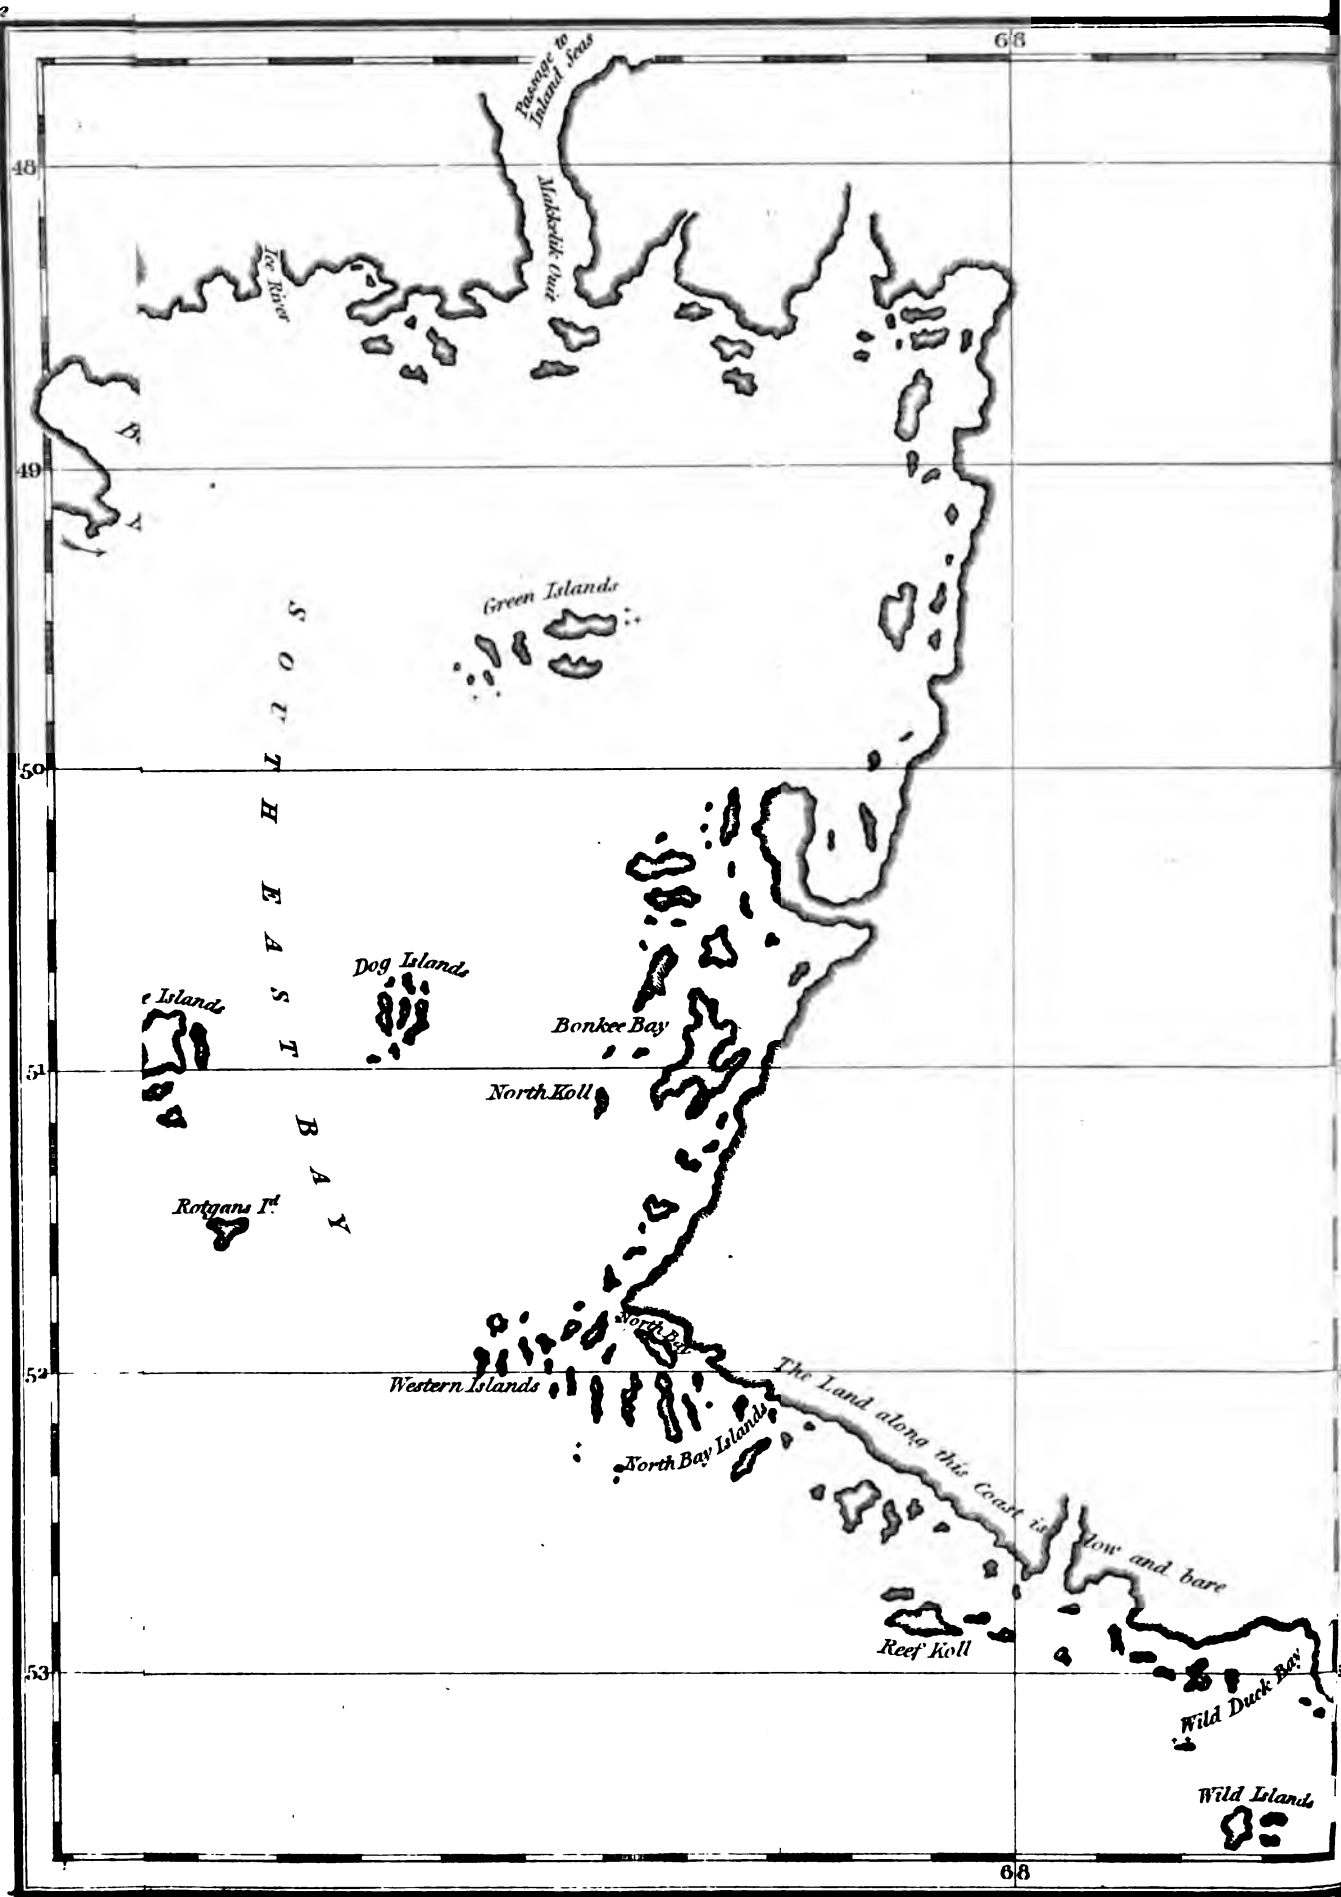 2
68
Passage to
Inland Seas
48
Makkelik Ouit
Ice River
49
Green Islands
SOUTH EAST BAY
50
Dog Islands
e Islands
Bonkee Bay
51
North Koll
Rotgans Id.
North Bay
52
Western Islands
The Land along this Coast is low and bare
North Bay Islands
Reef Koll
53
Wild Duck Bay
Wild Islands
68